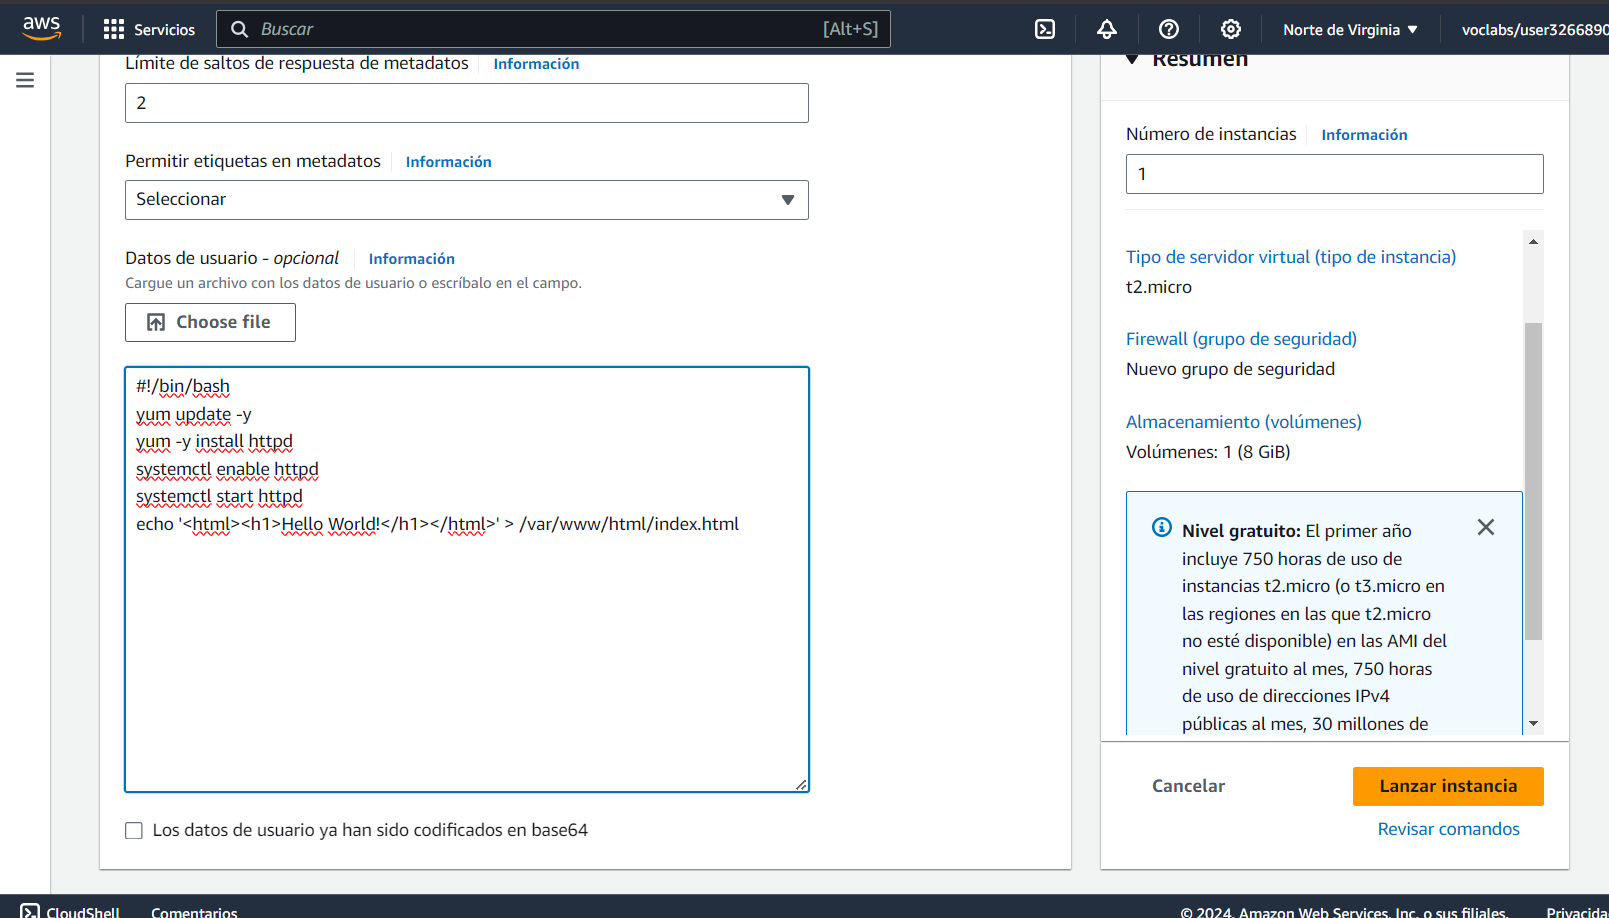 aws
Servicios
Buscar
[Alt+S]
Norte de Virginia
voclabs/user3266890
Límite de saltos de respuesta de metadatos
Información
2
Permitir etiquetas en metadatos
Información
Seleccionar
Datos de usuario - opcional
Información
Cargue un archivo con los datos de usuario o escríbalo en el campo.
Choose file
#!/bin/bash
yum update -y
yum -y install httpd
systemctl enable httpd
systemctl start httpd
echo '<html><h1>Hello World!</h1></html>' > /var/www/html/index.html
Los datos de usuario ya han sido codificados en base64
Resumen
Número de instancias
Información
1
Tipo de servidor virtual (tipo de instancia)
t2.micro
Firewall (grupo de seguridad)
Nuevo grupo de seguridad
Almacenamiento (volúmenes)
Volúmenes: 1 (8 GiB)
Nivel gratuito: El primer año
incluye 750 horas de uso de
instancias t2.micro (o t3.micro en
las regiones en las que t2.micro
no esté disponible) en las AMI del
nivel gratuito al mes, 750 horas
de uso de direcciones IPv4
públicas al mes, 30 millones de
Cancelar
Lanzar instancia
Revisar comandos
CloudShell
Comentarios
© 2024, Amazon Web Services, Inc. o sus filiales.
Privacida